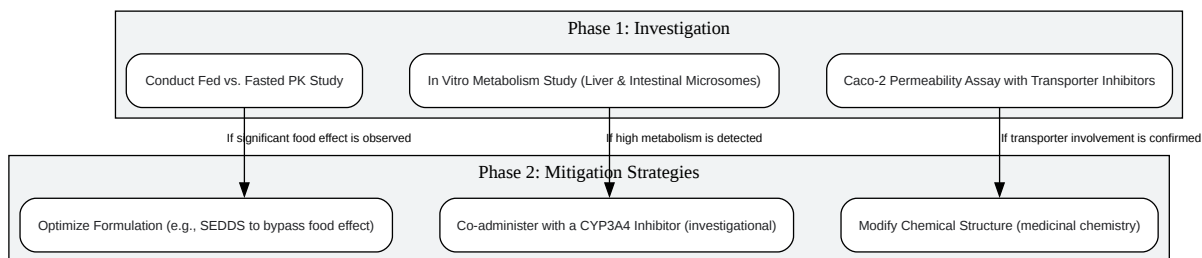 Phase 1: Investigation
Conduct Fed vs. Fasted PK Study
In Vitro Metabolism Study (Liver & Intestinal Microsomes)
Caco-2 Permeability Assay with Transporter Inhibitors
If significant food effect is observed
If high metabolism is detected
If transporter involvement is confirmed
Phase 2: Mitigation Strategies
Optimize Formulation (e.g., SEDDS to bypass food effect)
Co-administer with a CYP3A4 Inhibitor (investigational)
Modify Chemical Structure (medicinal chemistry)